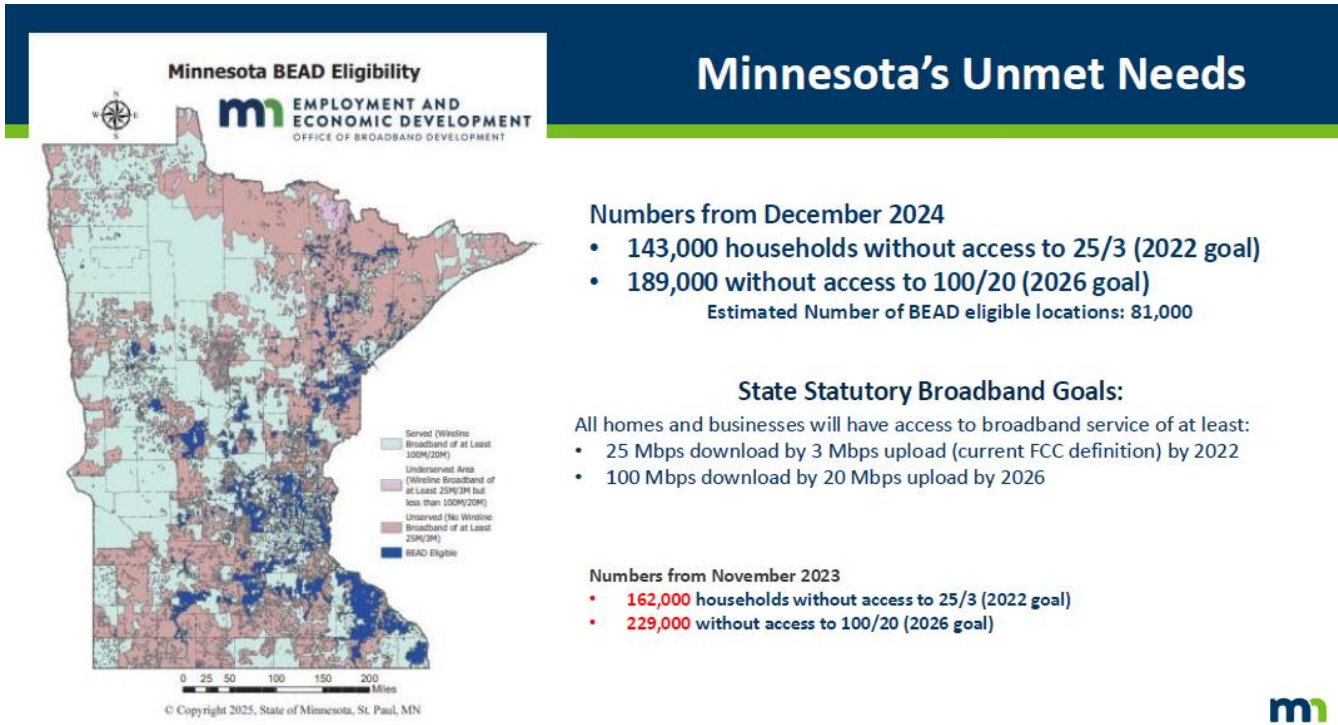 Minnesota BEAD Eligibility
N
W E
S
mn EMPLOYMENT AND
ECONOMIC DEVELOPMENT
OFFICE OF BROADBAND DEVELOPMENT
Served (Wireline
Broadband of at Least
100M/20M)
Underserved Area
(Wireline Broadband of
at Least 25M/3M but
less than 100M/20M)
Unserved (No Wireline
Broadband of at Least
25M/3M)
BEAD Eligible
0 25 50 100 150 200
Miles
© Copyright 2025, State of Minnesota, St. Paul, MN
Minnesota's Unmet Needs
Numbers from December 2024
• 143,000 households without access to 25/3 (2022 goal)
• 189,000 without access to 100/20 (2026 goal)
Estimated Number of BEAD eligible locations: 81,000
State Statutory Broadband Goals:
All homes and businesses will have access to broadband service of at least:
• 25 Mbps download by 3 Mbps upload (current FCC definition) by 2022
• 100 Mbps download by 20 Mbps upload by 2026
Numbers from November 2023
• 162,000 households without access to 25/3 (2022 goal)
• 229,000 without access to 100/20 (2026 goal)
mn